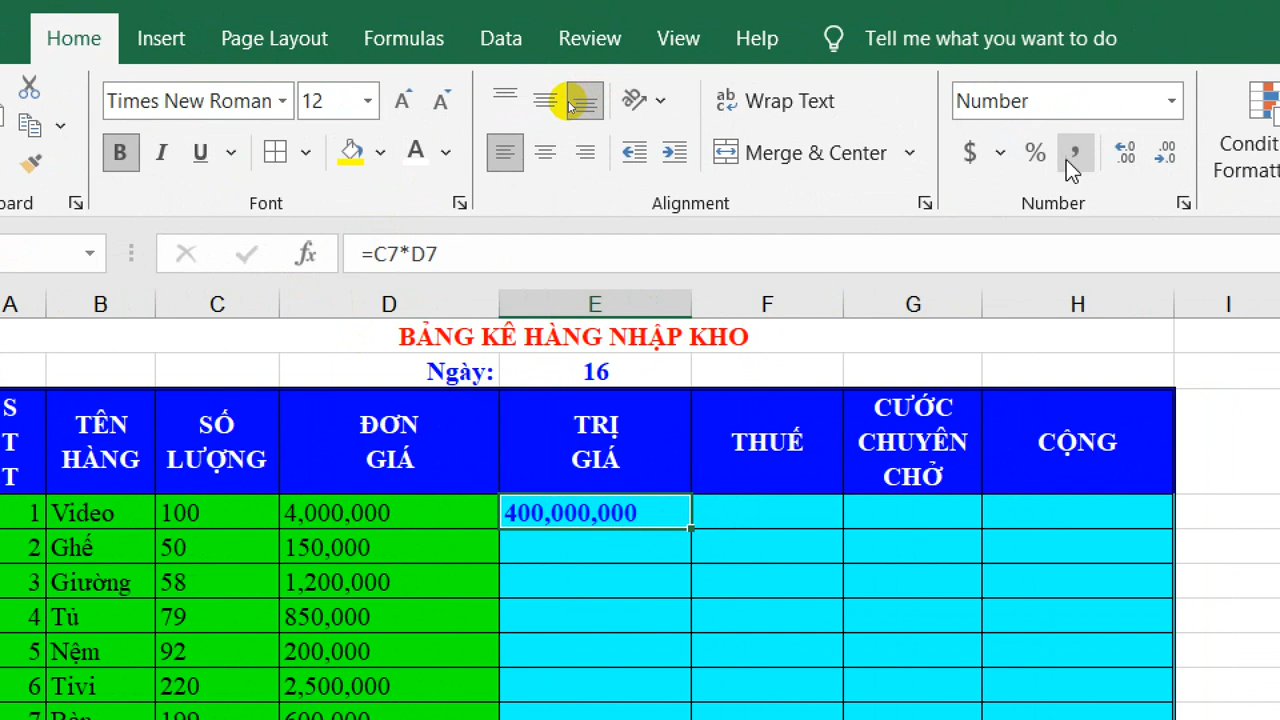 Home Insert Page Layout Formulas Data Review View Help Tell me what you want to do
Times New Roman 12 Wrap Text Number
B I U A Merge & Center $ % ,
Font Alignment Number
=C7*D7
A B C D E F G H I
BẢNG KÊ HÀNG NHẬP KHO
Ngày: 16
S T T TÊN HÀNG SỐ LƯỢNG ĐƠN GIÁ TRỊ GIÁ THUẾ CƯỚC CHUYÊN CHỞ CỘNG
1 Video 100 4,000,000 400,000,000
2 Ghế 50 150,000
3 Giường 58 1,200,000
4 Tủ 79 850,000
5 Nệm 92 200,000
6 Tivi 220 2,500,000